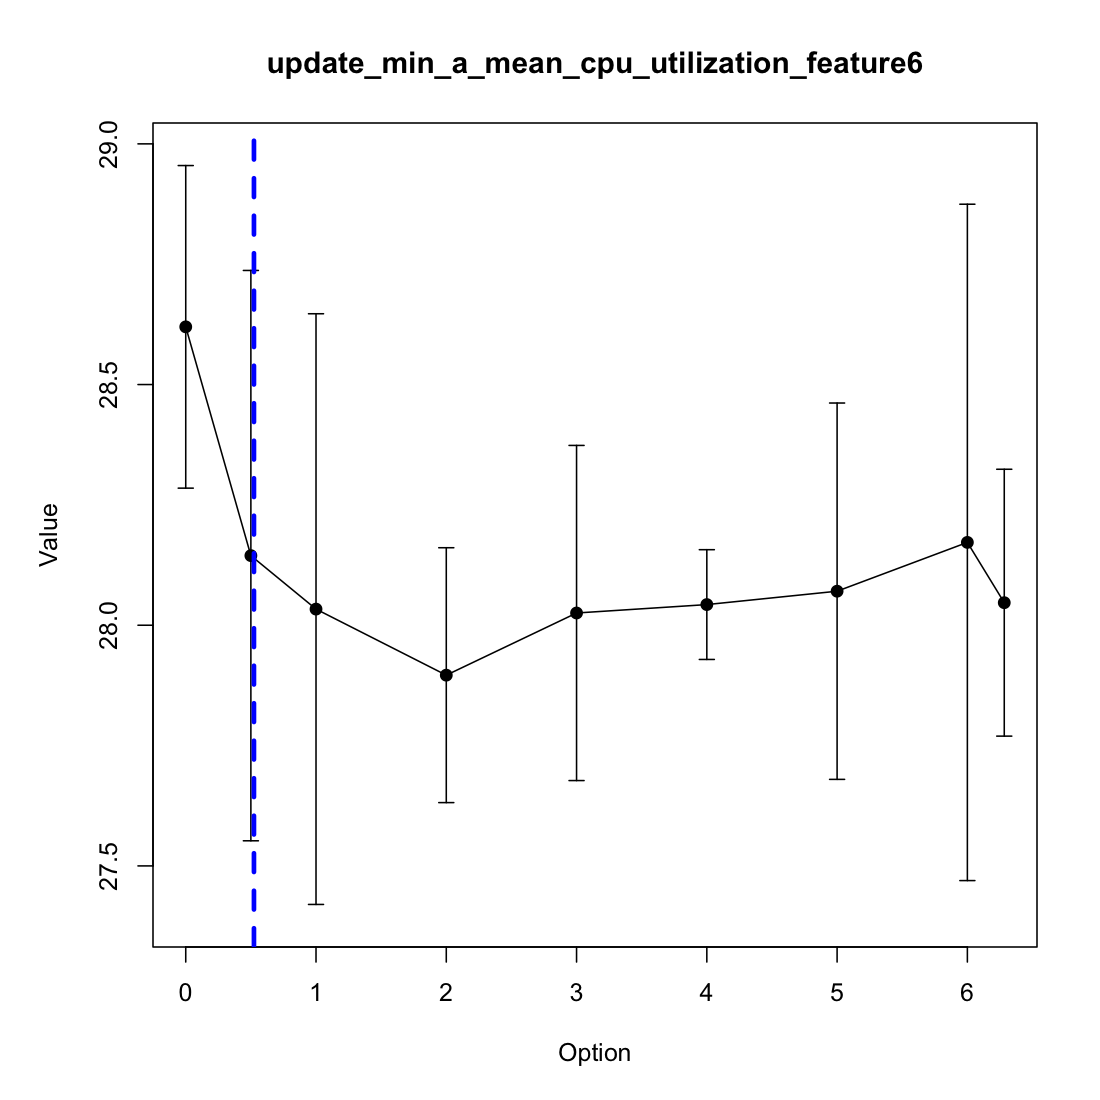 update_min_a_mean_cpu_utilization_feature6
29.0
28.5
28.0
27.5
Value
0 1 2 3 4 5 6
Option